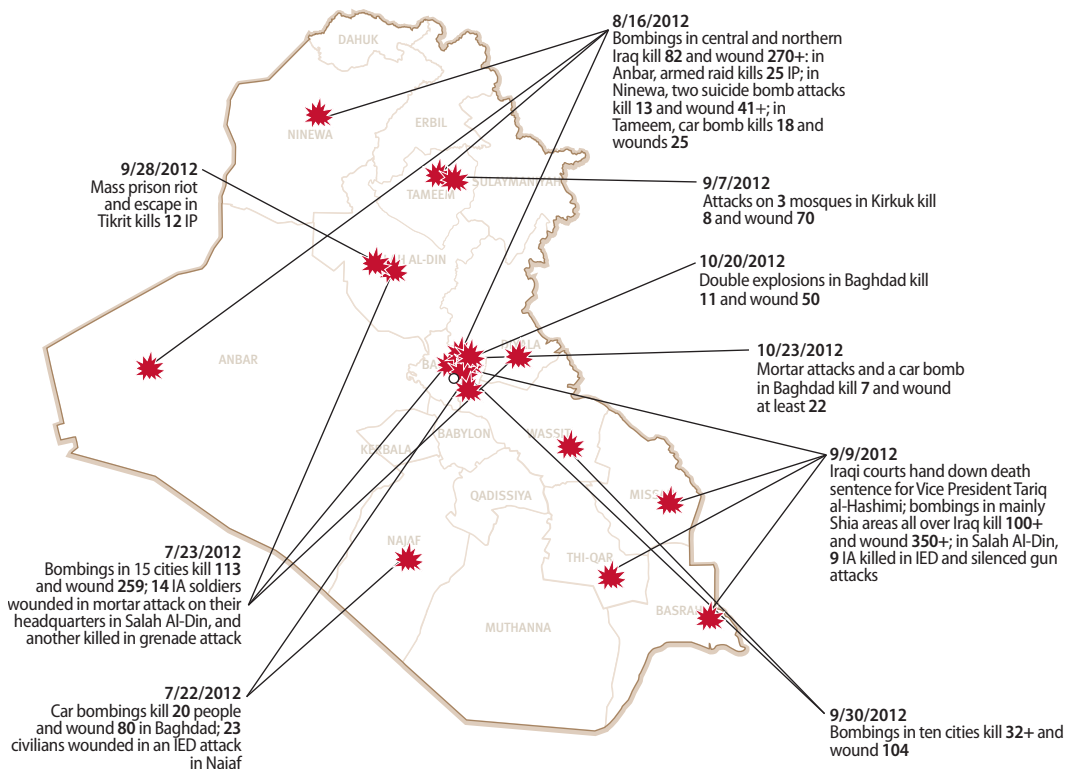 8/16/2012
Bombings in central and northern
Iraq kill 82 and wound 270+: in
Anbar, armed raid kills 25 IP; in
Ninewa, two suicide bomb attacks
kill 13 and wound 41+; in
Tameem, car bomb kills 18 and
wounds 25
9/28/2012
Mass prison riot
and escape in
Tikrit kills 12 IP
9/7/2012
Attacks on 3 mosques in Kirkuk kill
8 and wound 70
10/20/2012
Double explosions in Baghdad kill
11 and wound 50
10/23/2012
Mortar attacks and a car bomb
in Baghdad kill 7 and wound
at least 22
9/9/2012
Iraqi courts hand down death
sentence for Vice President Tariq
al-Hashimi; bombings in mainly
Shia areas all over Iraq kill 100+
and wound 350+; in Salah Al-Din,
9 IA killed in IED and silenced gun
attacks
7/23/2012
Bombings in 15 cities kill 113
and wound 259; 14 IA soldiers
wounded in mortar attack on their
headquarters in Salah Al-Din, and
another killed in grenade attack
7/22/2012
Car bombings kill 20 people
and wound 80 in Baghdad; 23
civilians wounded in an IED attack
in Najaf
9/30/2012
Bombings in ten cities kill 32+ and
wound 104
DAHUK
NINEWA
ERBIL
SULAYMANIYAH
TAMEEM
AL-DIN
ANBAR
BABYLON
KERBALA
WASSIT
QADISSIYA
NAJAF
MISS
THI-QAR
BASRAH
MUTHANNA